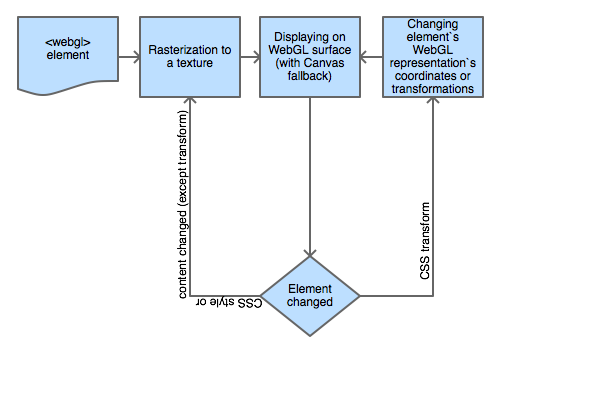 <webgl>
element
Rasterization to
a texture
Displaying on
WebGL surface
(with Canvas
fallback)
Changing
element`s
WebGL
representation`s
coordinates or
transformations
CSS style or
content changed (except transform)
CSS transform
Element
changed